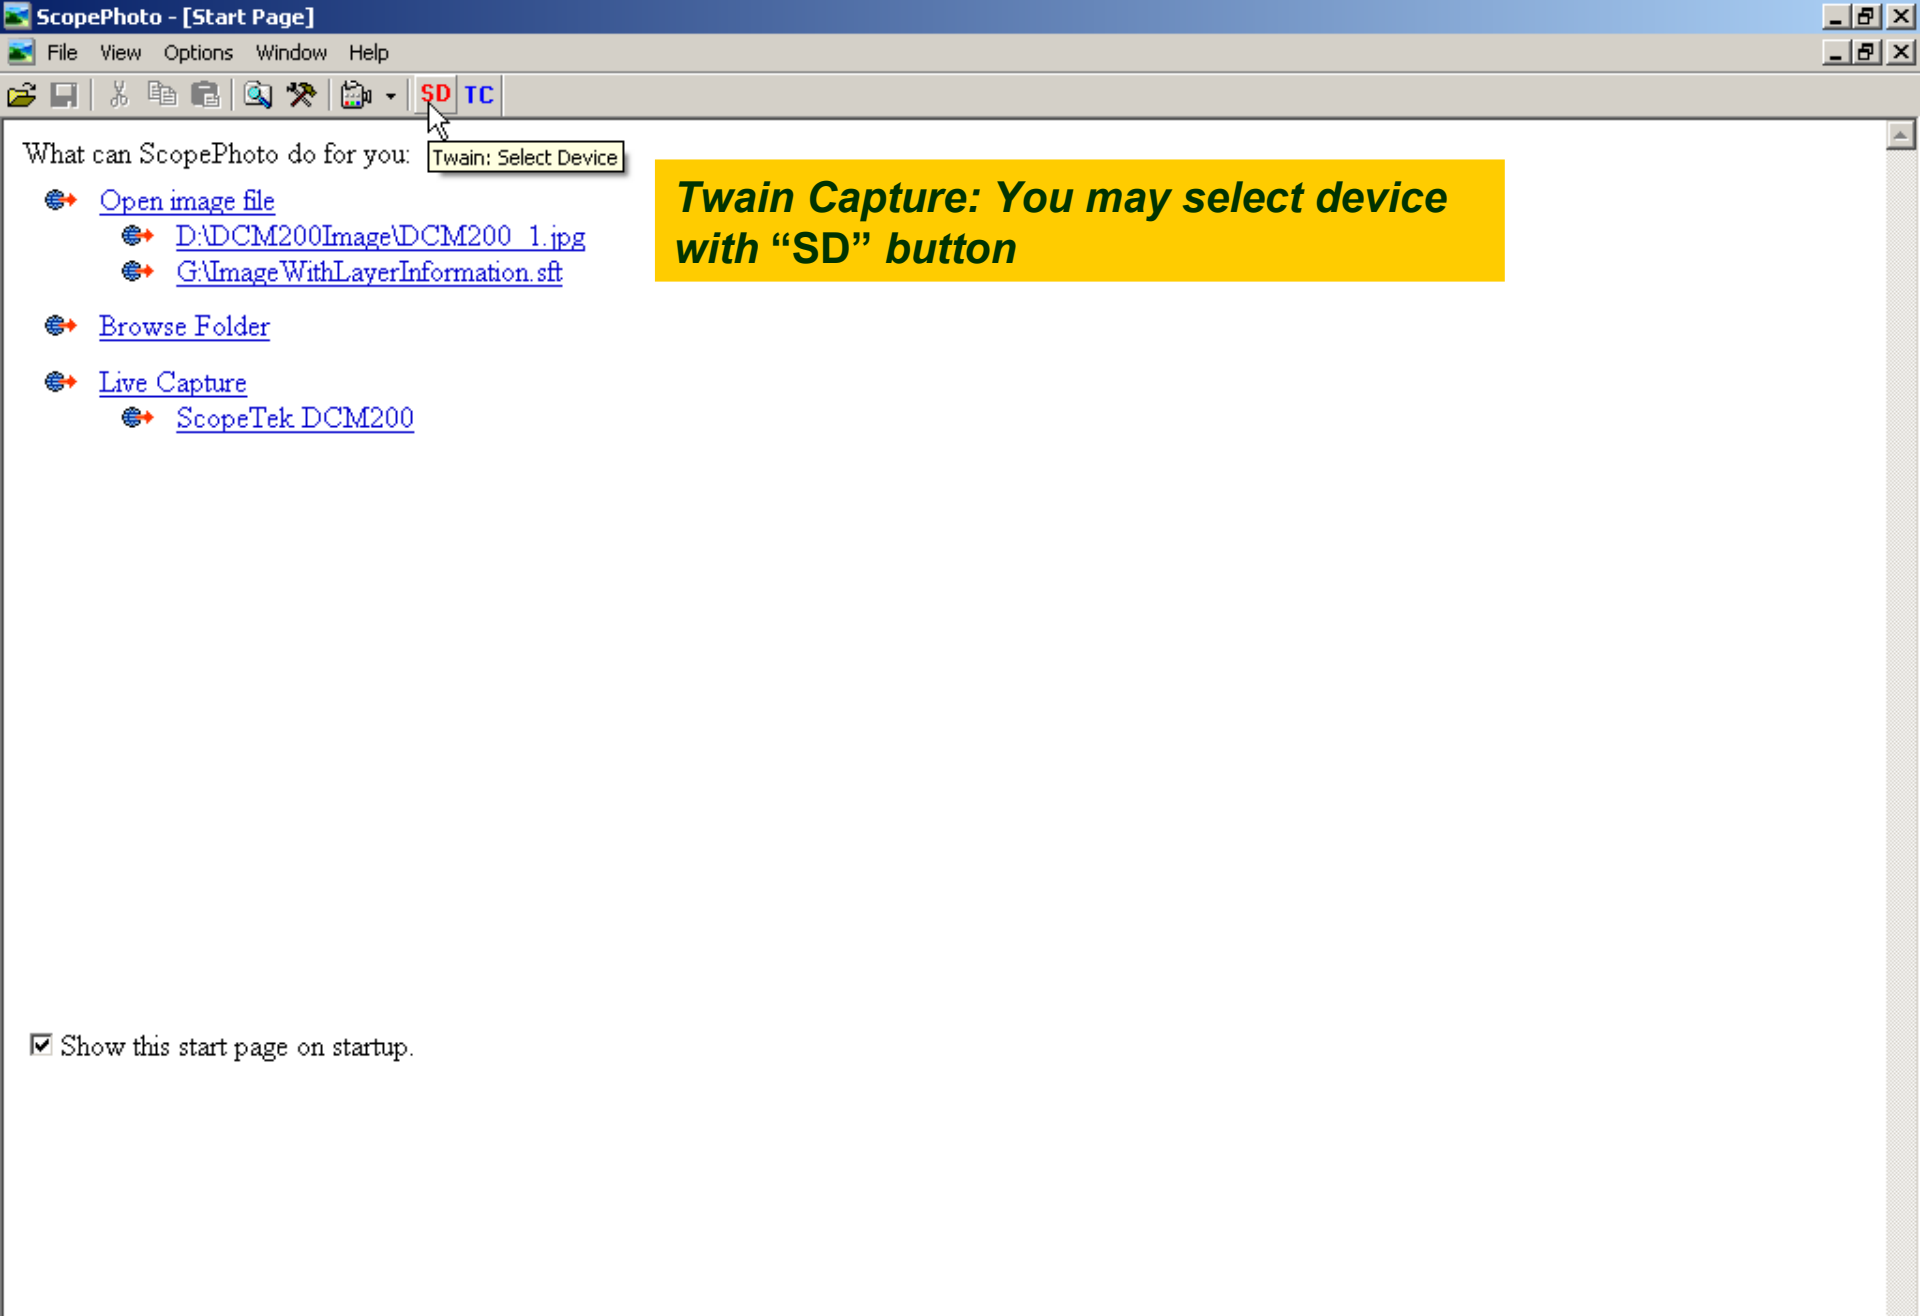 ScopePhoto - [Start Page]
File View Options Window Help
SD TC
What can ScopePhoto do for you:
Twain: Select Device
Twain Capture: You may select device
with “SD” button
Open image file
D:\DCM200Image\DCM200_1.jpg
G:\ImageWithLayerInformation.sft
Browse Folder
Live Capture
ScopeTek DCM200
Show this start page on startup.